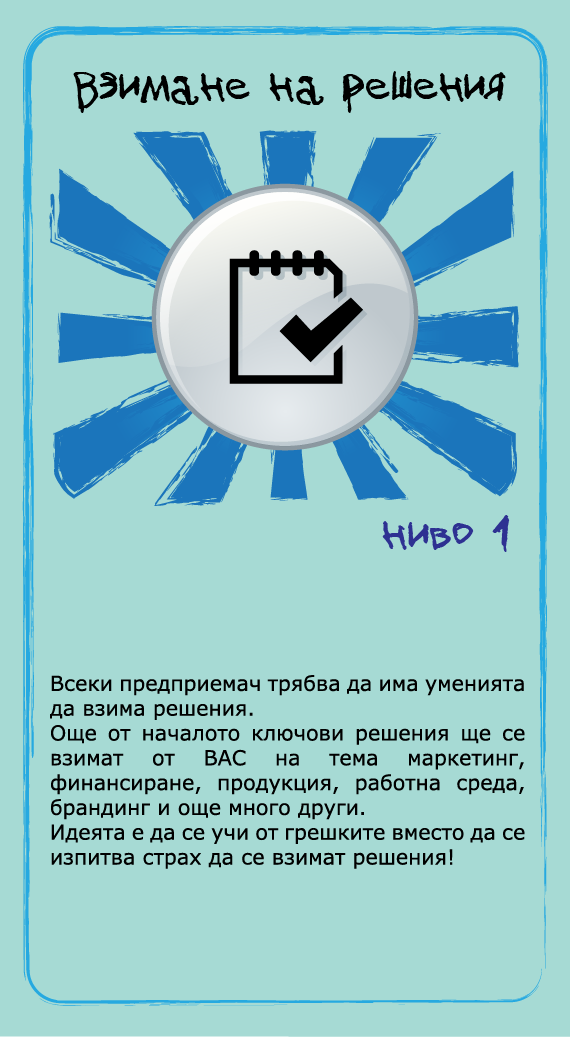 Взимане на решения
ниво 1
Всеки предприемач трябва да има уменията
да взима решения.
Още от началото ключови решения ще се
взимат от ВАС на тема маркетинг,
финансиране, продукция, работна среда,
брандинг и още много други.
Идеята е да се учи от грешките вместо да се
изпитва страх да се взимат решения!